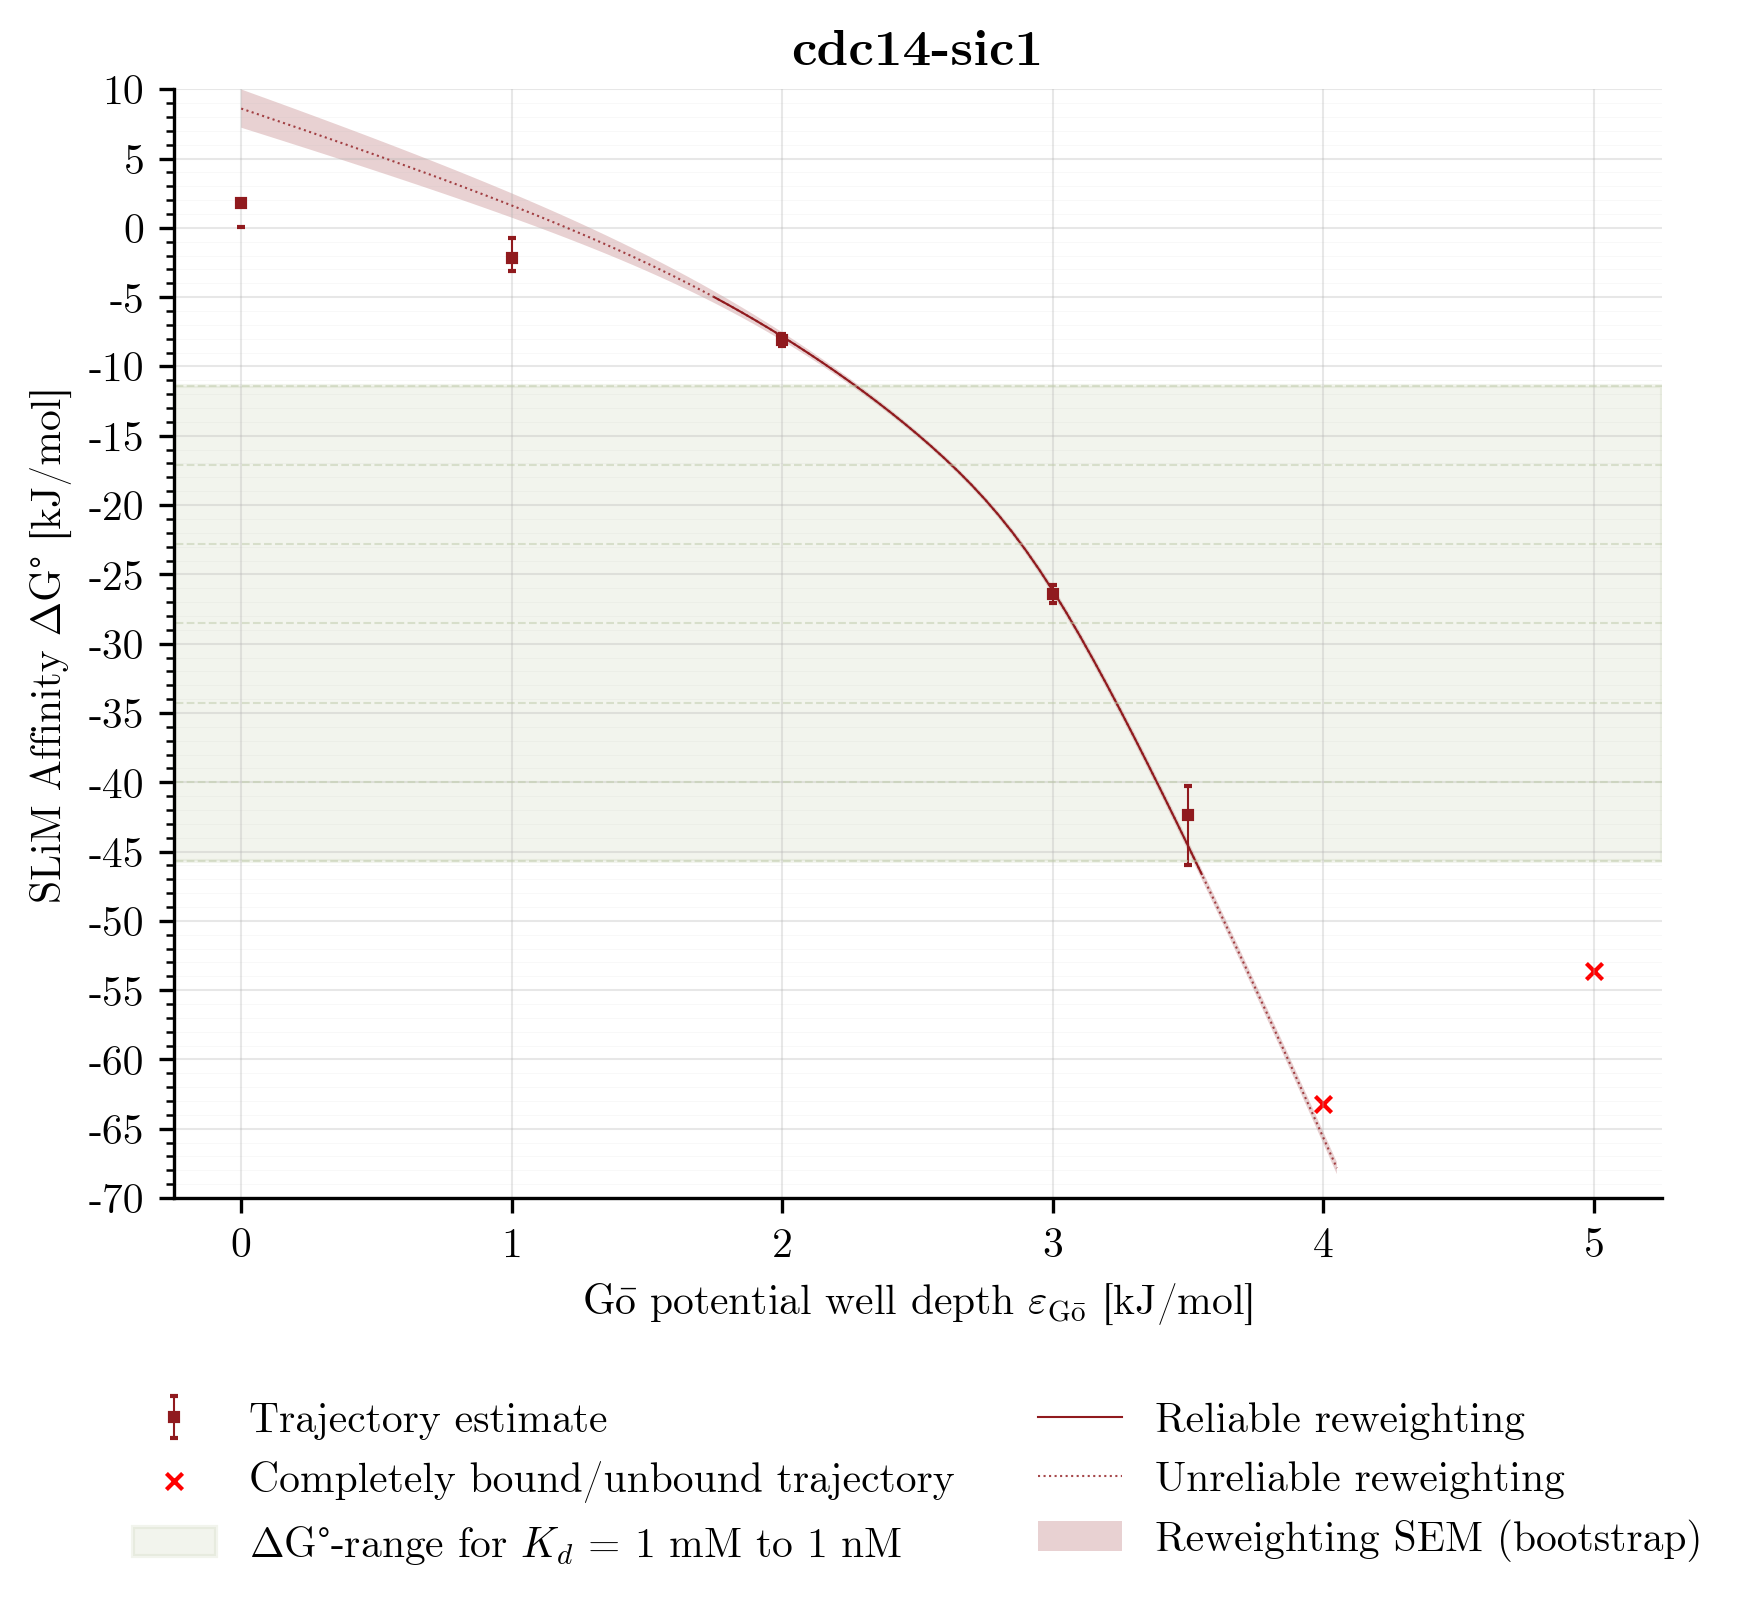 cdc14-sic1
10
5
0
-5
-10
-15
-20
-25
-30
-35
-40
-45
-50
-55
-60
-65
-70
SLiM Affinity ΔG° [kJ/mol]
0 1 2 3 4 5
Gō potential well depth εGō [kJ/mol]
Trajectory estimate
Completely bound/unbound trajectory
ΔG°-range for Kd = 1 mM to 1 nM
Reliable reweighting
Unreliable reweighting
Reweighting SEM (bootstrap)